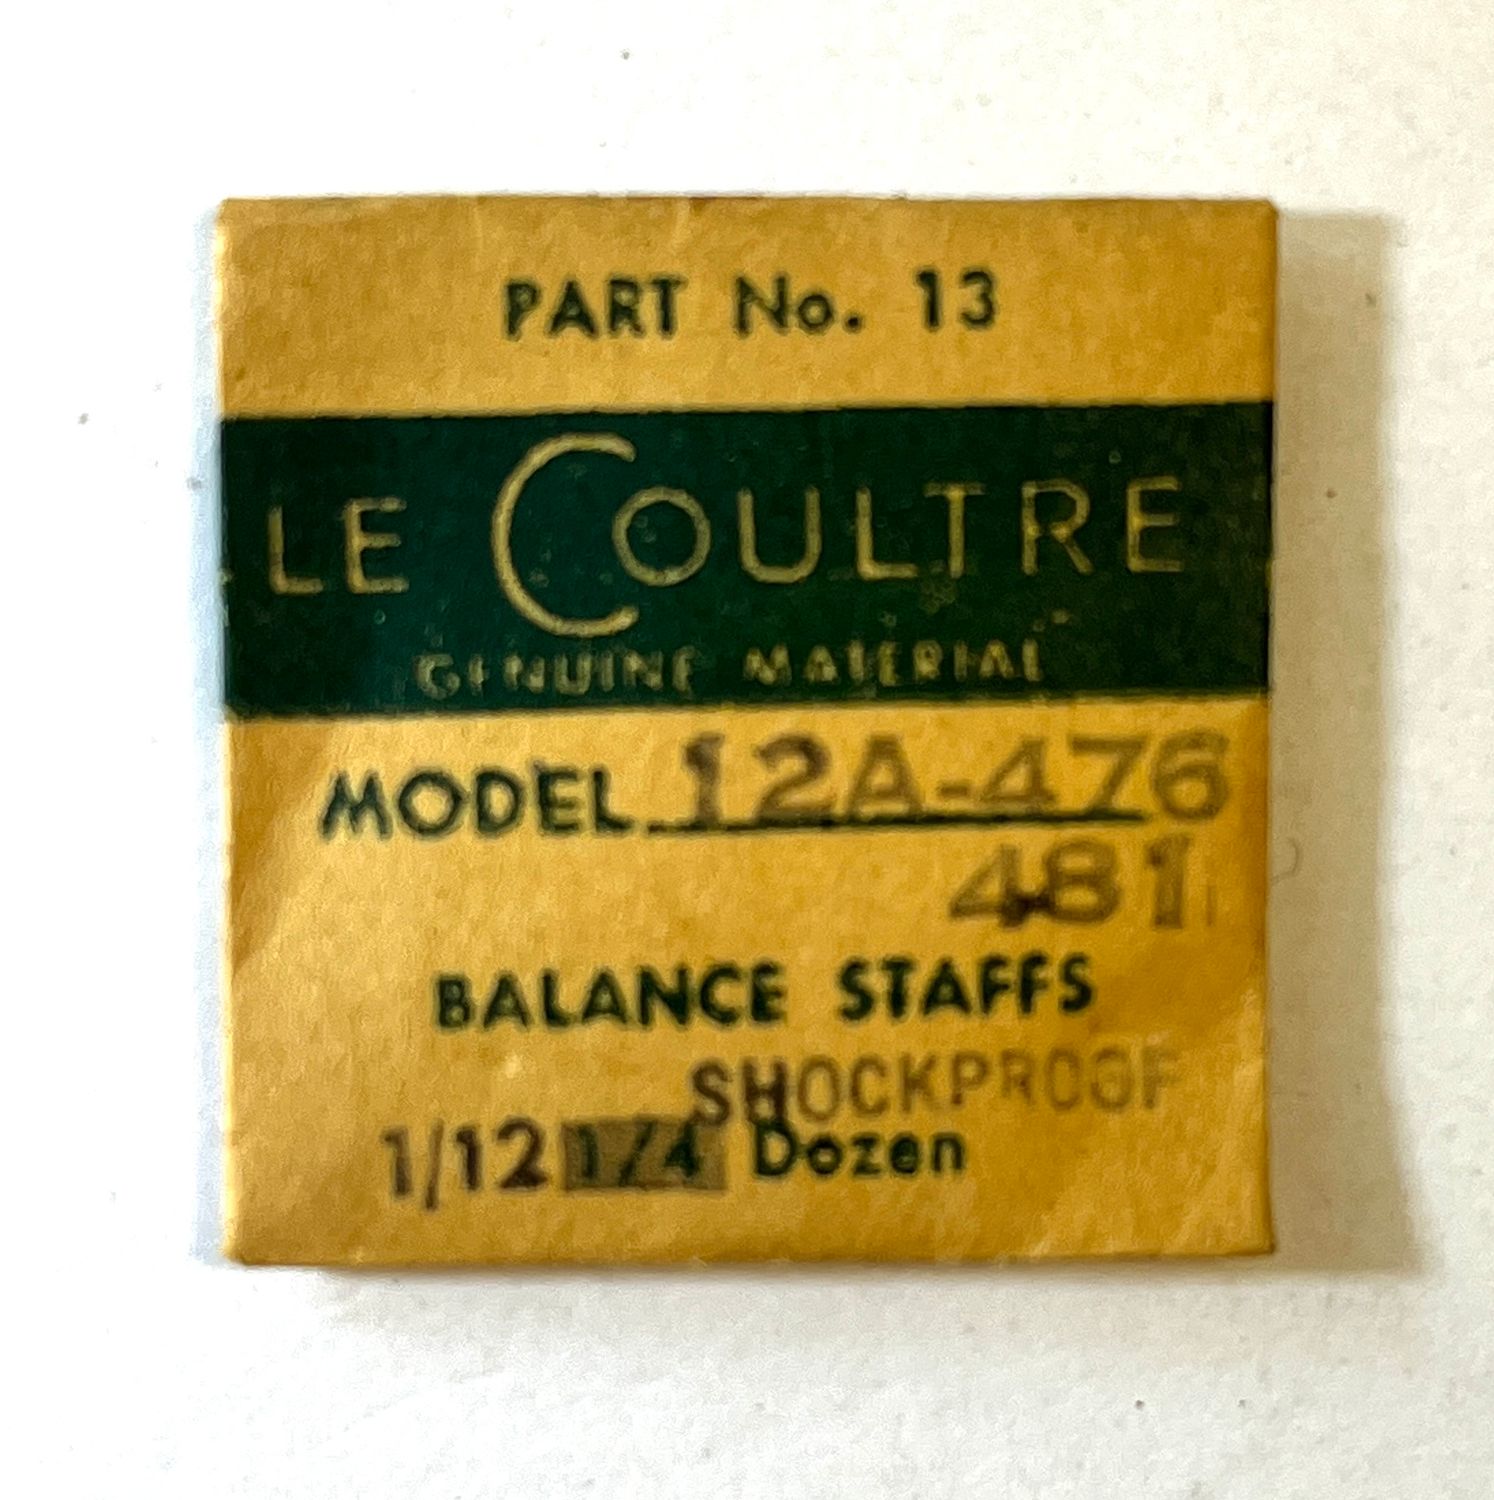 PART No. 13
LE COULTRE
GENUINE MATERIAL
MODEL 12A-476
481
BALANCE STAFFS
SHOCKPROOF
1/12 1/4 Dozen